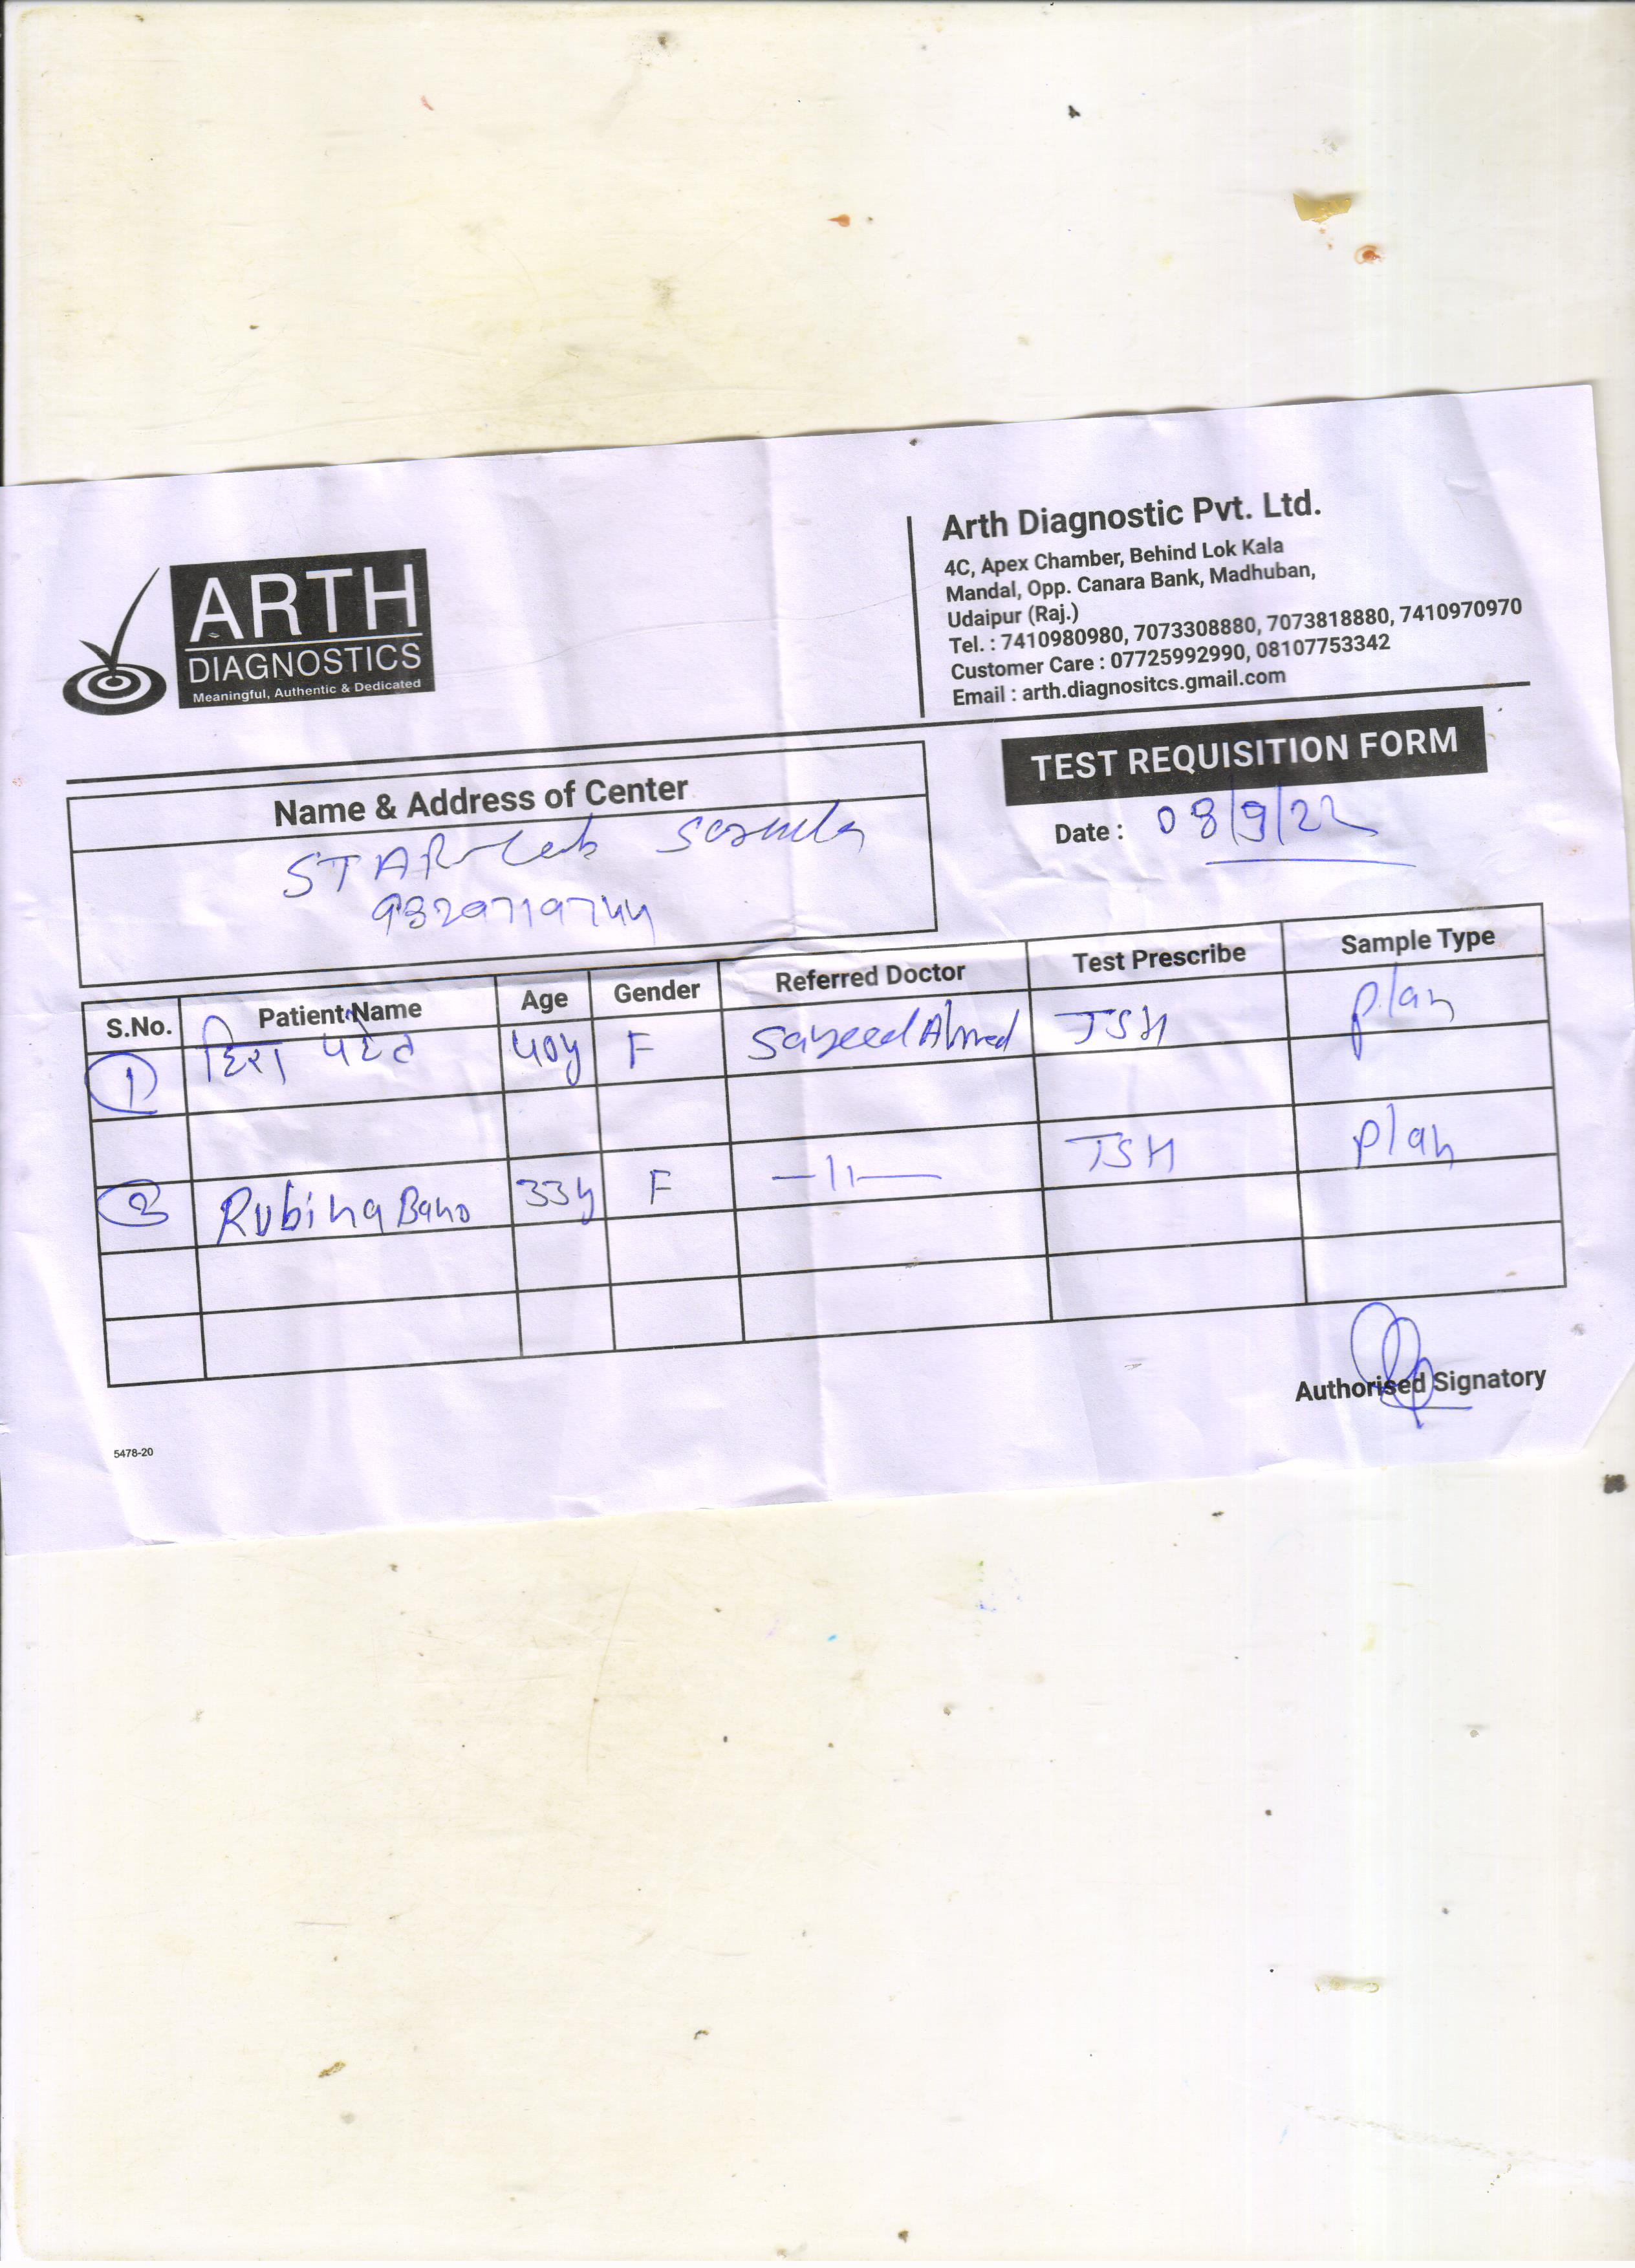 ARTH
DIAGNOSTICS
Meaningful, Authentic & Dedicated
Arth Diagnostic Pvt. Ltd.
4C, Apex Chamber, Behind Lok Kala
Mandal, Opp. Canara Bank, Madhuban,
Udaipur (Raj.)
Tel. : 7410980980, 7073308880, 7073818880, 7410970970
Customer Care : 07725992990, 08107753342
Email : arth.diagnositcs.gmail.com
Name & Address of Center
STAR Lab
TEST REQUISITION FORM
Date : 08/9/22
S.No. Patient Name Age Gender Referred Doctor Test Prescribe Sample Type
1 हिरा पटेल 40y F Sayeed Ahmed TSH plan
2 Rubina Bano 33y F —11— TSH plan
Authorised Signatory
5478-20